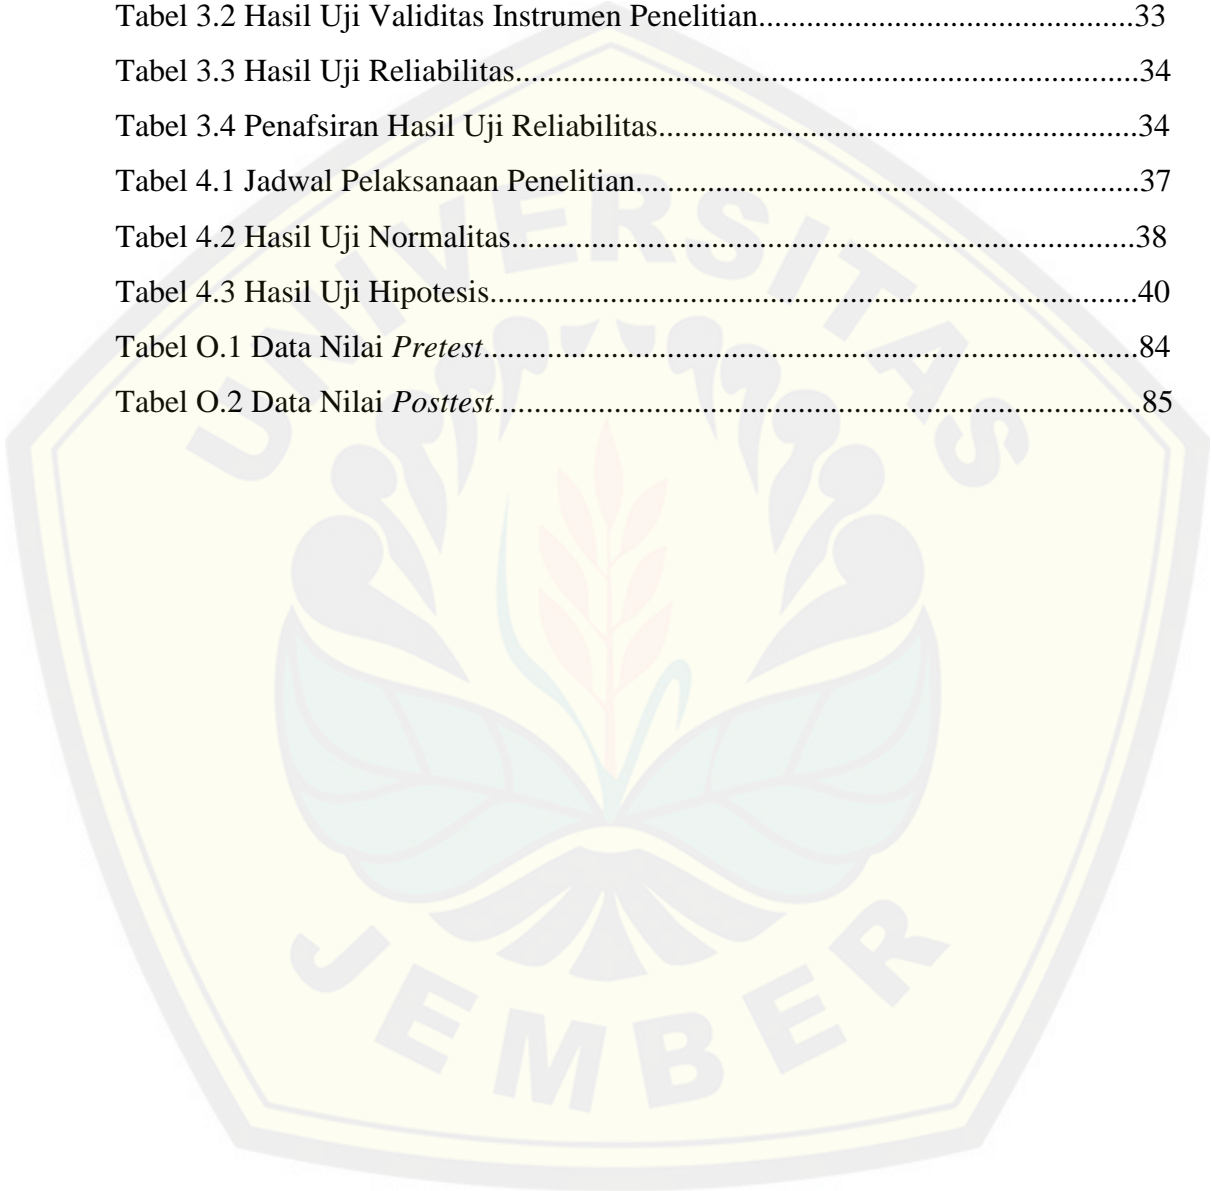 Tabel 3.2 Hasil Uji Validitas Instrumen Penelitian...............................................33
Tabel 3.3 Hasil Uji Reliabilitas..............................................................................34
Tabel 3.4 Penafsiran Hasil Uji Reliabilitas............................................................34
Tabel 4.1 Jadwal Pelaksanaan Penelitian...............................................................37
Tabel 4.2 Hasil Uji Normalitas..............................................................................38
Tabel 4.3 Hasil Uji Hipotesis.................................................................................40
Tabel O.1 Data Nilai Pretest..................................................................................84
Tabel O.2 Data Nilai Posttest.................................................................................85
UNIVERSITAS
JEMBER